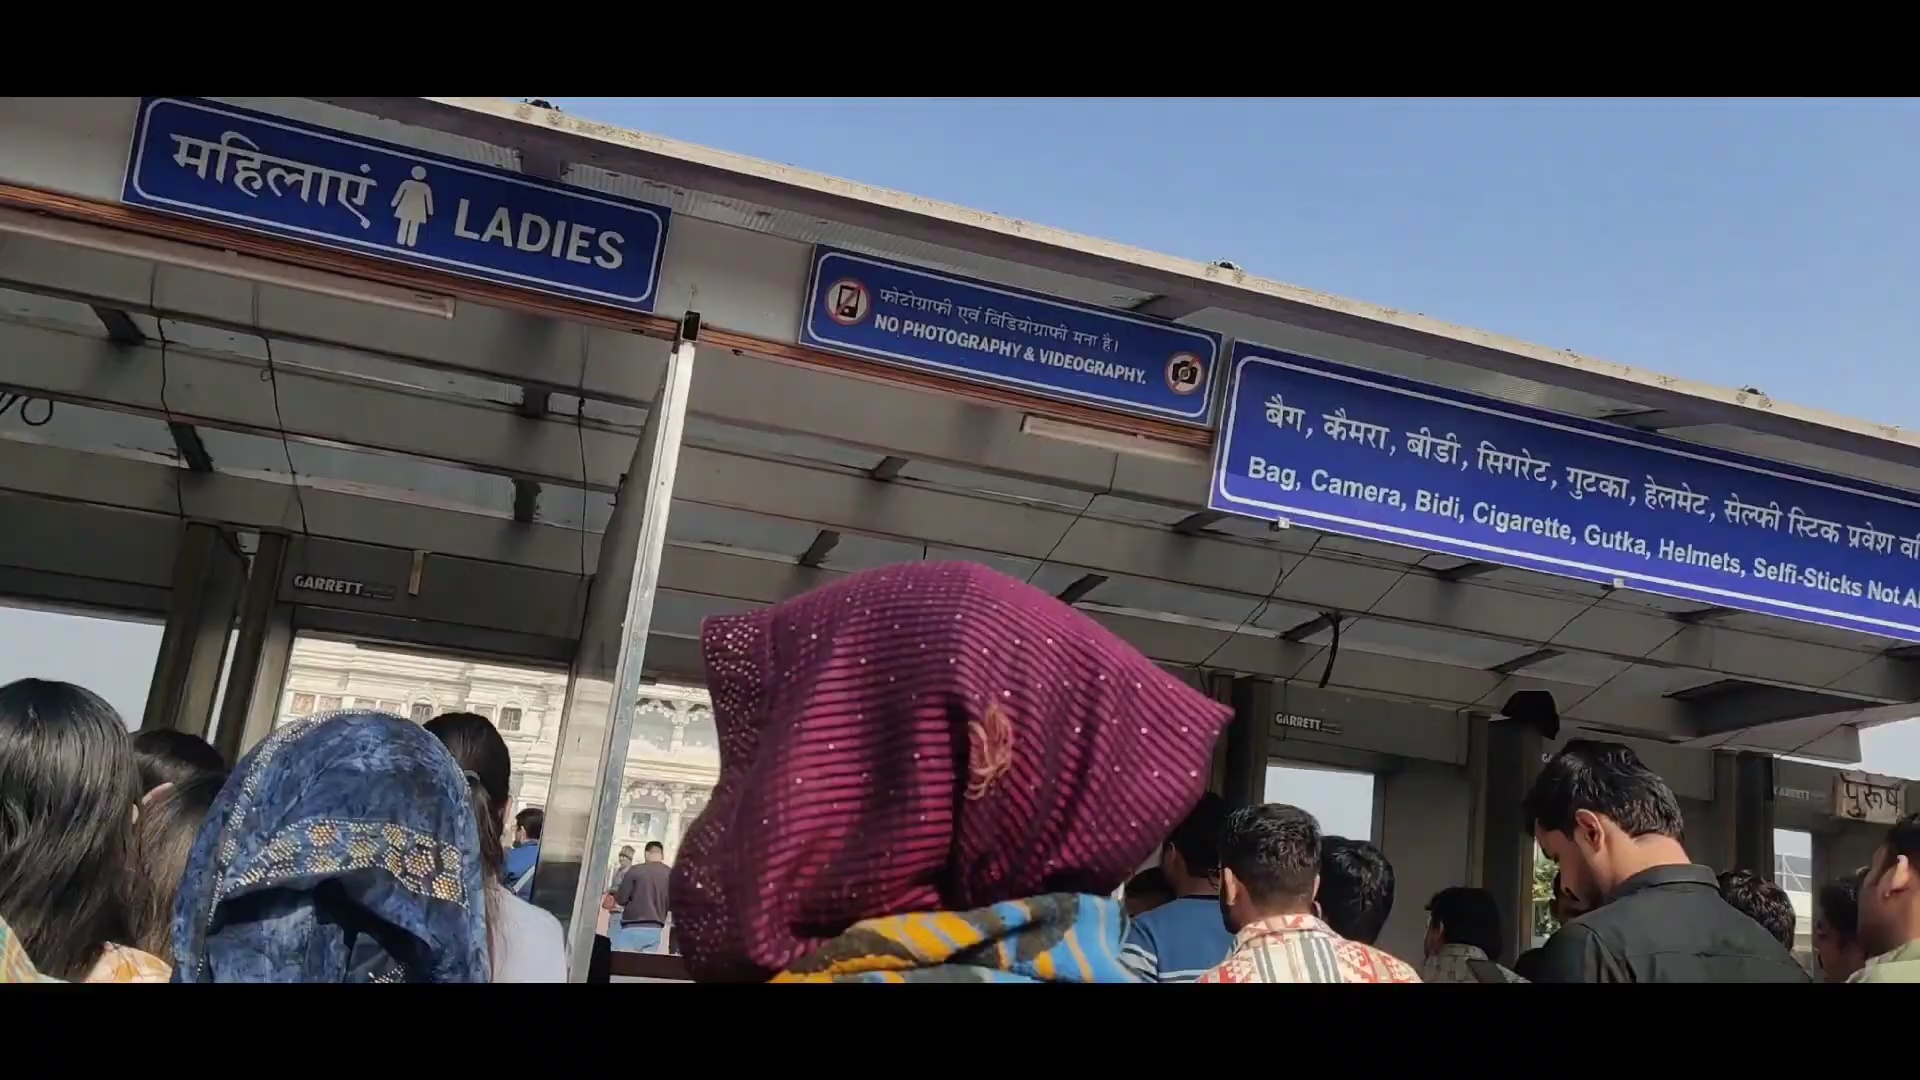 महिलाएं LADIES
फोटोग्राफी एवं विडियोग्राफी मना है।
NO PHOTOGRAPHY & VIDEOGRAPHY.
बैग, कैमरा, बीडी, सिगरेट, गुटका, हेलमेट, सेल्फी स्टिक प्रवेश
Bag, Camera, Bidi, Cigarette, Gutka, Helmets, Selfi-Sticks Not
GARRETT
GARRETT
GARRETT
पुरूष